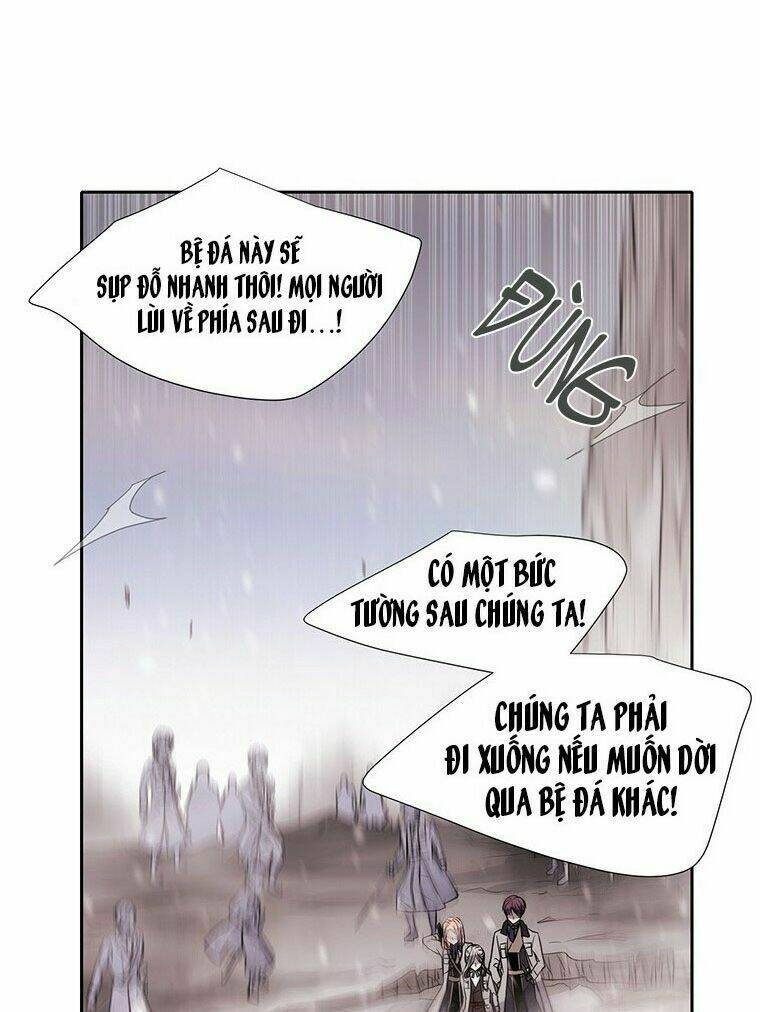 BỆ ĐÁ NÀY SẼ
SỤP ĐỖ NHANH THÔI! MỌI NGƯỜI
LÙI VỀ PHÍA SAU ĐI...!
ĐÙNG
CÓ MỘT BỨC
TƯỜNG SAU CHÚNG TA!
CHÚNG TA PHẢI
ĐI XUỐNG NẾU MUỐN DỜI
QUA BỆ ĐÁ KHÁC!